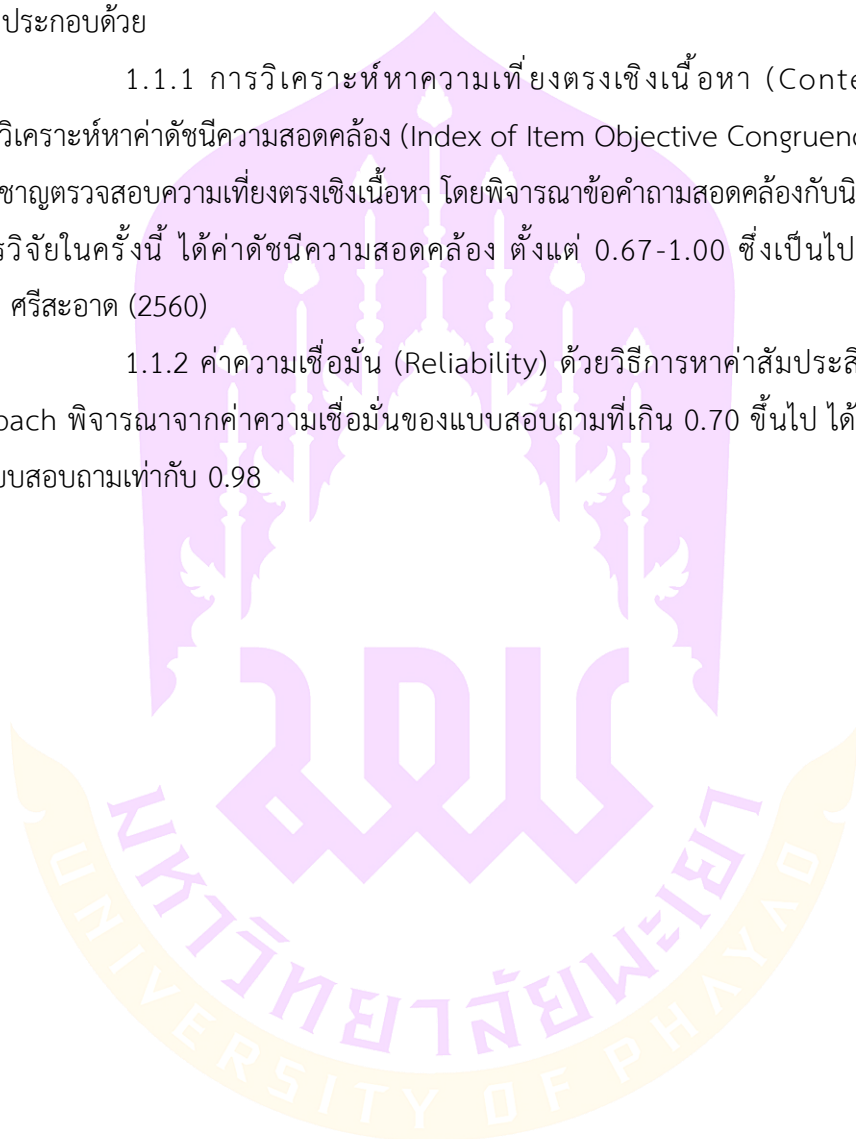 ประกอบด้วย
1.1.1 การวิเคราะห์หาความเที่ยงตรงเชิงเนื้อหา (Conte
วิเคราะห์หาค่าดัชนีความสอดคล้อง (Index of Item Objective Congruenc
ชาญตรวจสอบความเที่ยงตรงเชิงเนื้อหา โดยพิจารณาข้อคำถามสอดคล้องกับนิ
รวิจัยในครั้งนี้ ได้ค่าดัชนีความสอดคล้อง ตั้งแต่ 0.67-1.00 ซึ่งเป็นไป
ศรีสะอาด (2560)
1.1.2 ค่าความเชื่อมั่น (Reliability) ด้วยวิธีการหาค่าสัมประสิ
bach พิจารณาจากค่าความเชื่อมั่นของแบบสอบถามที่เกิน 0.70 ขึ้นไป ได้
บบสอบถามเท่ากับ 0.98
มหาวิทยาลัยพะเยา
UNIVERSITY OF PHAYAO